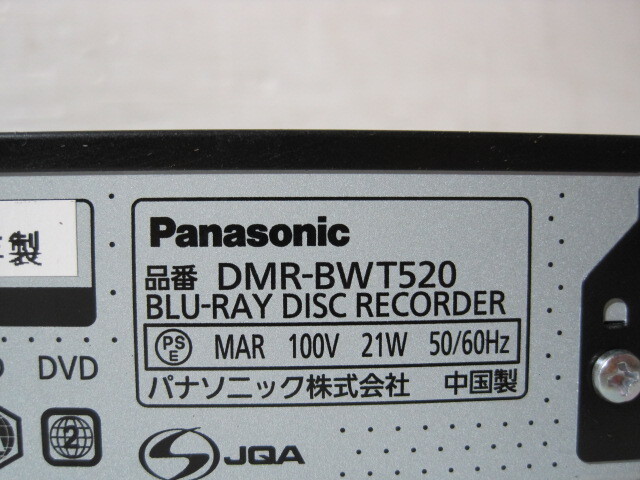 Panasonic
品番 DMR-BWT520
BLU-RAY DISC RECORDER
PS E MAR 100V 21W 50/60Hz
パナソニック株式会社 中国製
製
DVD
2
JQA